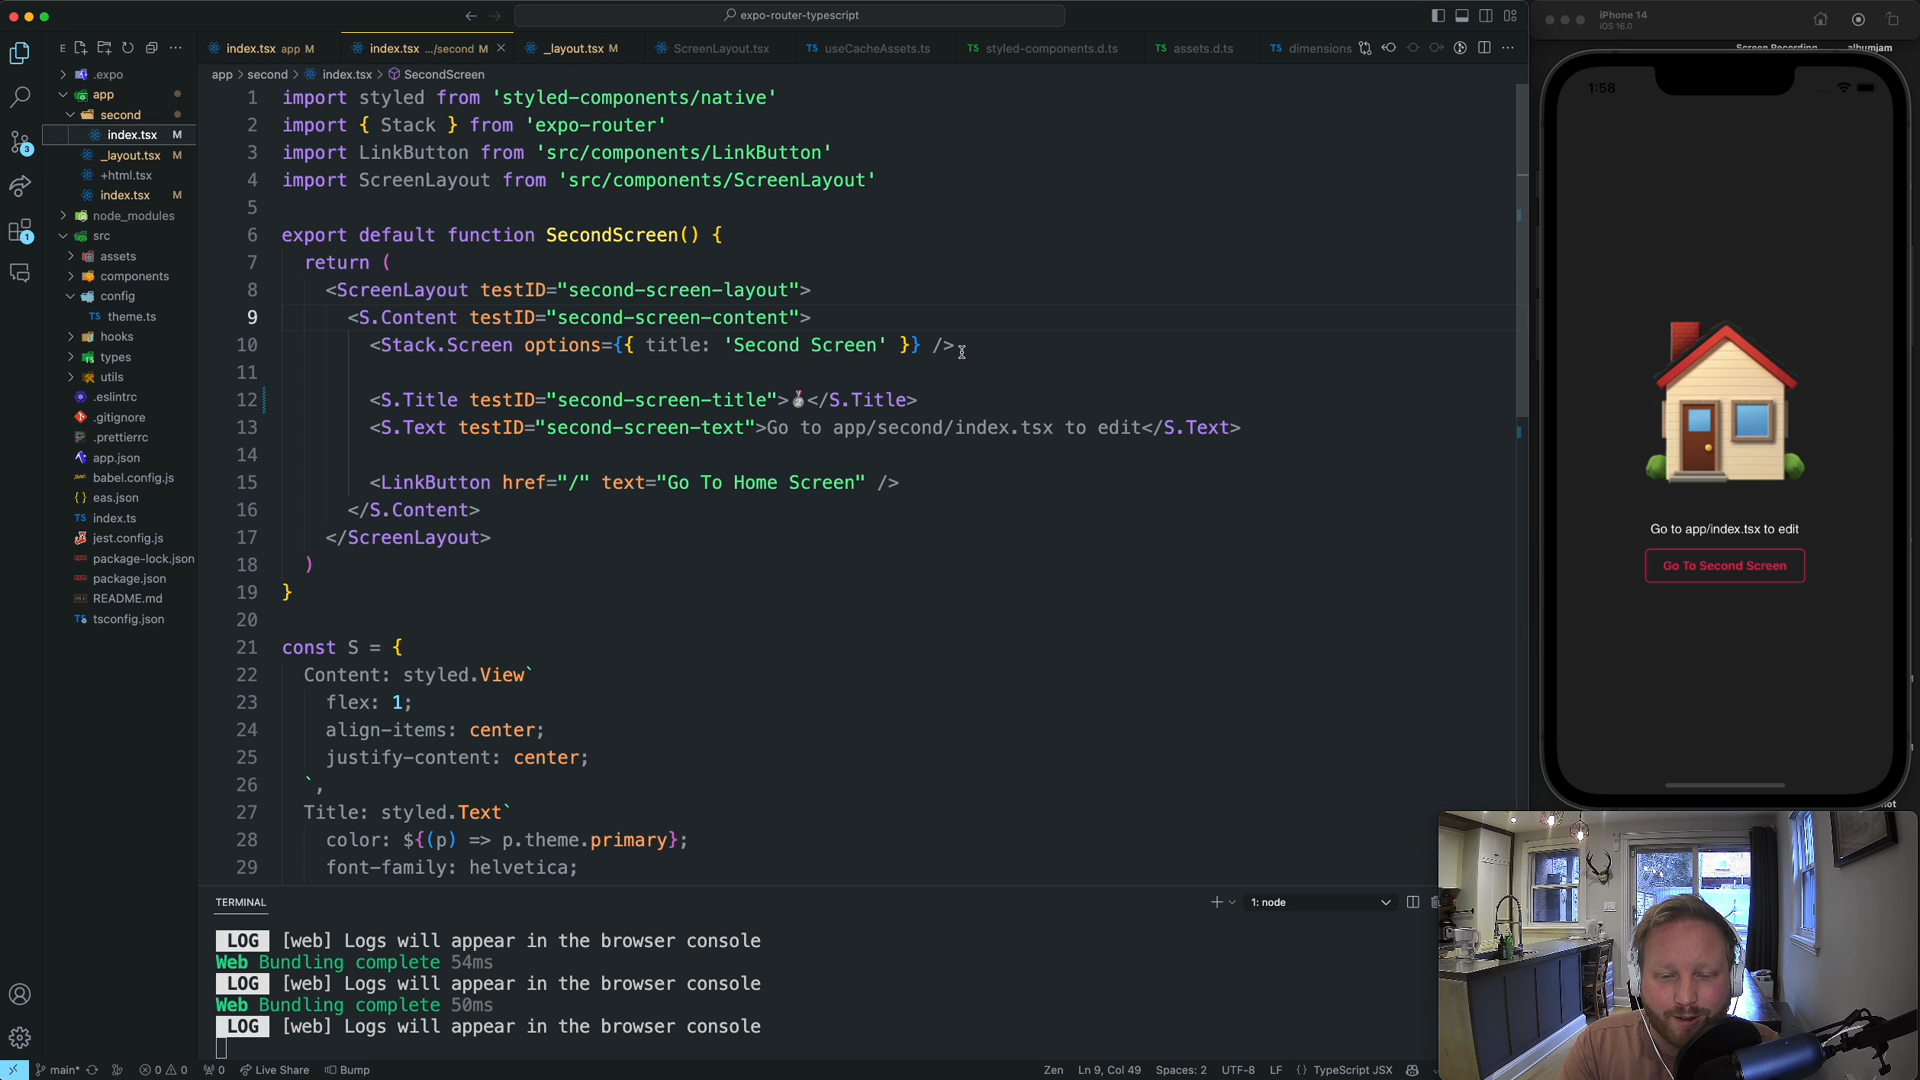 expo-router-typescript
iPhone 14
iOS 16.0
Screen Recording
albumjam
E
index.tsx app M
index.tsx .../second M
_layout.tsx M
ScreenLayout.tsx
TS useCacheAssets.ts
TS styled-components.d.ts
TS assets.d.ts
TS dimensions
app > second > index.tsx > SecondScreen
.expo
app
second
index.tsx M
_layout.tsx M
+html.tsx
index.tsx M
node_modules
src
assets
components
config
TS theme.ts
hooks
types
utils
.eslintrc
.gitignore
.prettierrc
app.json
babel.config.js
eas.json
TS index.ts
jest.config.js
package-lock.json
package.json
README.md
tsconfig.json
3
1
1 import styled from 'styled-components/native'
2 import { Stack } from 'expo-router'
3 import LinkButton from 'src/components/LinkButton'
4 import ScreenLayout from 'src/components/ScreenLayout'
5
6 export default function SecondScreen() {
7 return (
8 <ScreenLayout testID="second-screen-layout">
9 <S.Content testID="second-screen-content">
10 <Stack.Screen options={{ title: 'Second Screen' }} />
11
12 <S.Title testID="second-screen-title">🥈</S.Title>
13 <S.Text testID="second-screen-text">Go to app/second/index.tsx to edit</S.Text>
14
15 <LinkButton href="/" text="Go To Home Screen" />
16 </S.Content>
17 </ScreenLayout>
18 )
19 }
20
21 const S = {
22 Content: styled.View`
23 flex: 1;
24 align-items: center;
25 justify-content: center;
26 `,
27 Title: styled.Text`
28 color: ${(p) => p.theme.primary};
29 font-family: helvetica;
1:58
Go to app/index.tsx to edit
Go To Second Screen
TERMINAL
1: node
LOG [web] Logs will appear in the browser console
Web Bundling complete 54ms
LOG [web] Logs will appear in the browser console
Web Bundling complete 50ms
LOG [web] Logs will appear in the browser console
main*
0 0
0
Live Share
Bump
Zen
Ln 9, Col 49
Spaces: 2
UTF-8
LF
{} TypeScript JSX